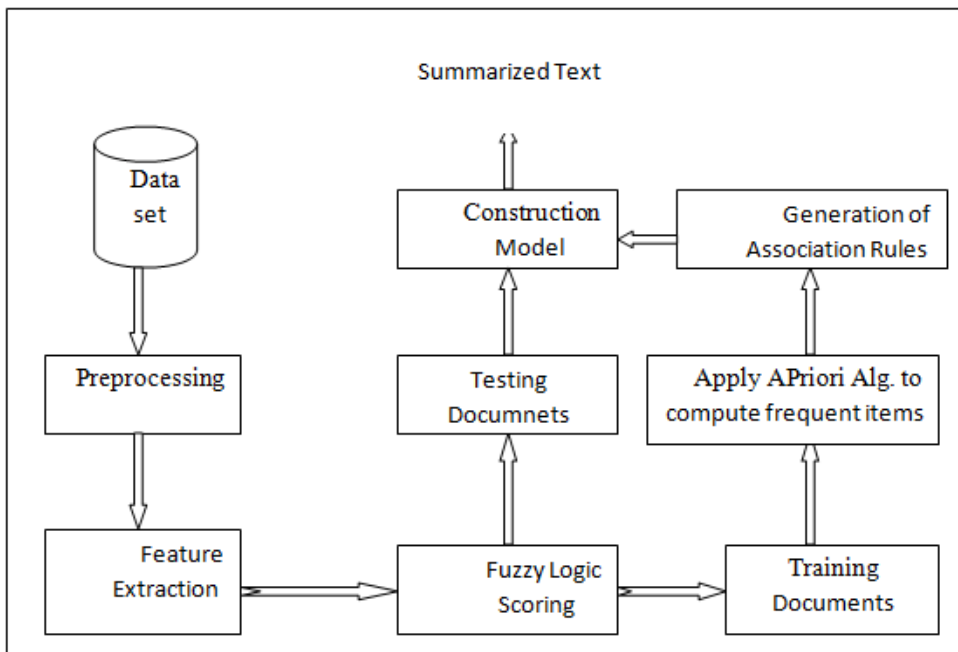 Summarized Text
Data
set
Construction
Model
Generation of
Association Rules
Preprocessing
Testing
Documnets
Apply APriori Alg. to
compute frequent items
Feature
Extraction
Fuzzy Logic
Scoring
Training
Documents